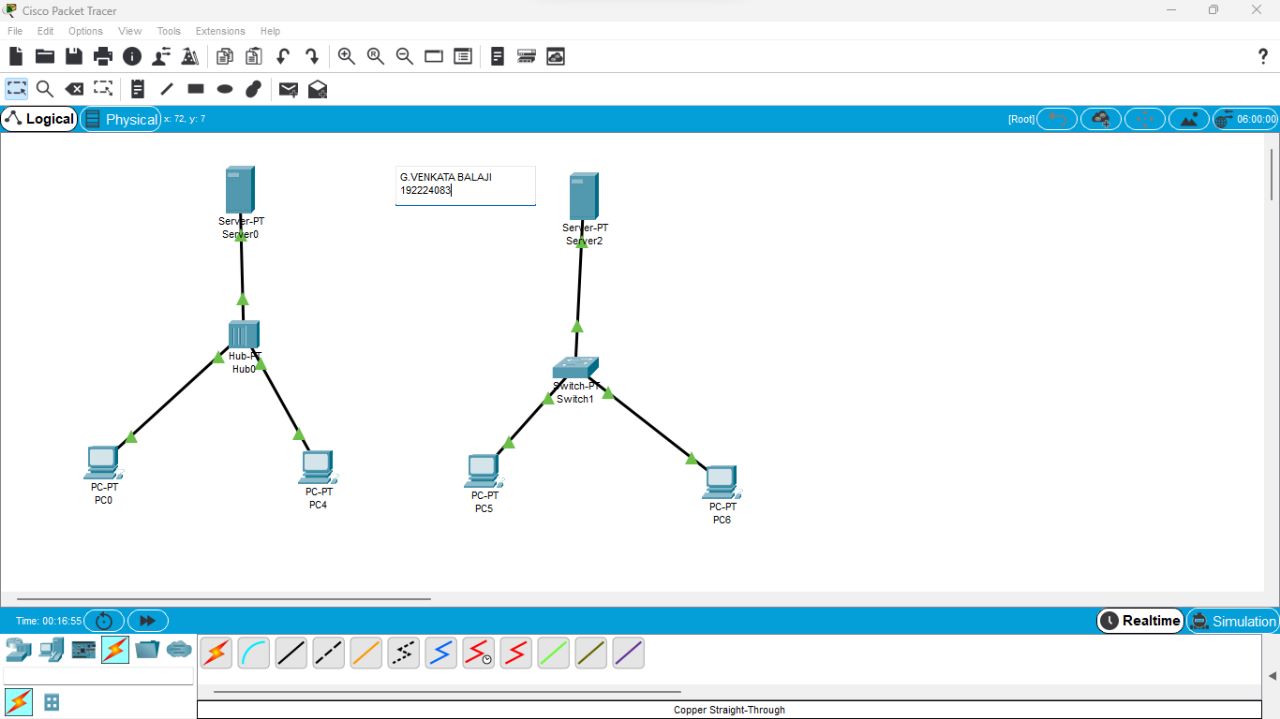 Cisco Packet Tracer
File Edit Options View Tools Extensions Help
?
Logical Physical x: 72, y: 7 [Root] 06:00:00
G.VENKATA BALAJI
192224083
Server-PT
Server0
Server-PT
Server2
Hub-PT
Hub0
Switch-PT
Switch1
PC-PT
PC0
PC-PT
PC4
PC-PT
PC5
PC-PT
PC6
Time: 00:16:55 Realtime Simulation
Copper Straight-Through